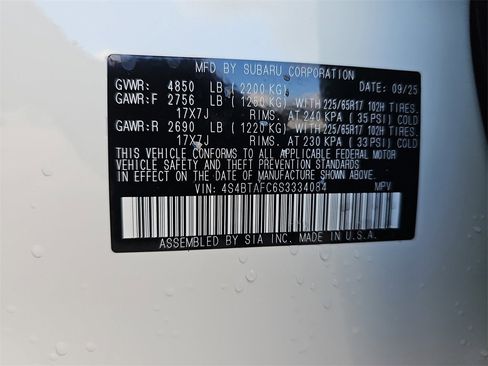 MFD BY SUBARU CORPORATION DATE: 09/25
GVWR: 4850 LB (2200 KG)
GAWR:F 2756 LB (1250 KG) WITH 225/65R17 102H TIRES.
17X7J RIMS. AT 240 KPA ( 35 PSI) COLD
GAWR:R 2690 LB (1220 KG) WITH 225/65R17 102H TIRES.
17X7J RIMS. AT 230 KPA ( 33 PSI) COLD
THIS VEHICLE CONFORMS TO ALL APPLICABLE FEDERAL MOTOR
VEHICLE SAFETY AND THEFT PREVENTION STANDARDS
IN EFFECT ON THE DATE OF MANUFACTURE SHOWN ABOVE.
VIN: 4S4BTAFC6S3334084 MPV
ASSEMBLED BY SIA INC. MADE IN U.S.A.